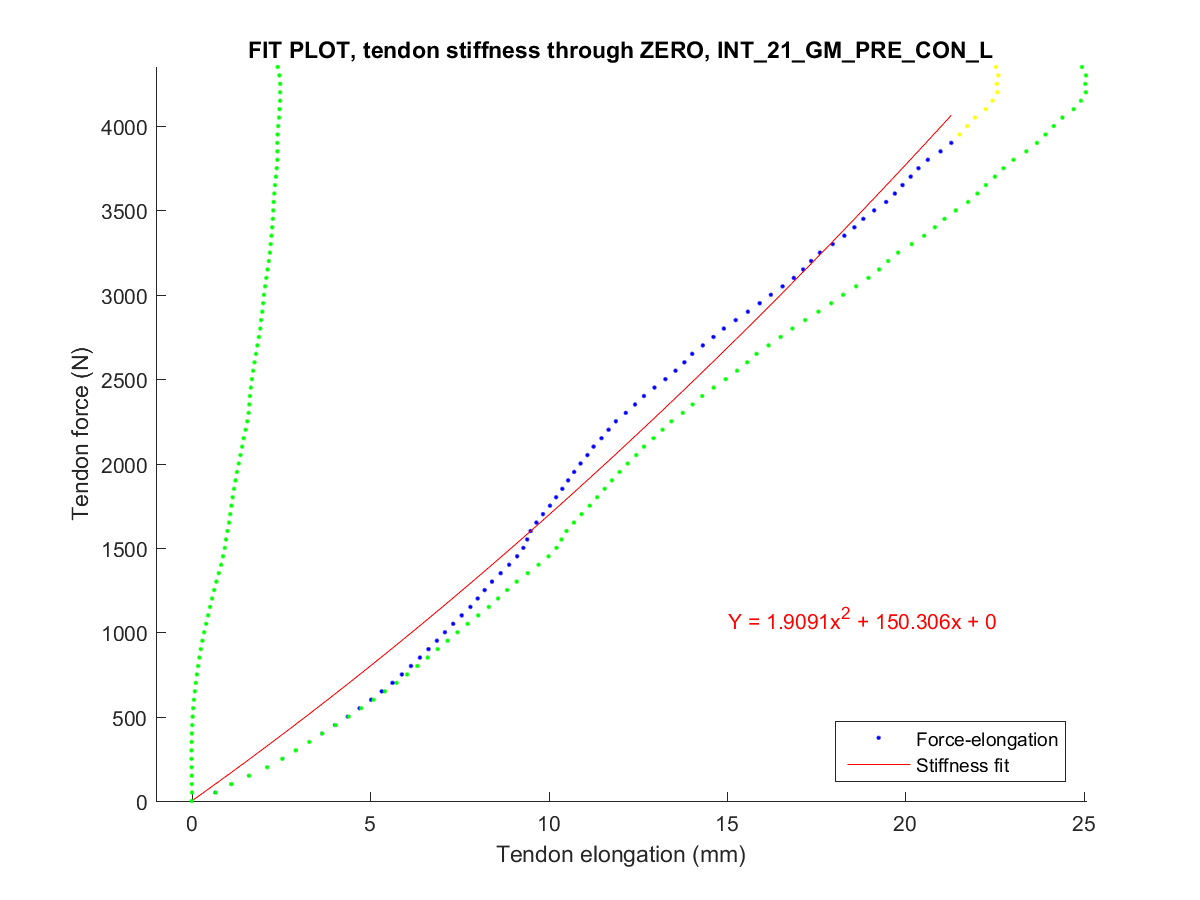 FIT PLOT, tendon stiffness through ZERO, INT_21_GM_PRE_CON_L
4000
3500
3000
2500
2000
1500
1000
500
0
Tendon force (N)
Y = 1.9091x² + 150.306x + 0
Force-elongation
Stiffness fit
0 5 10 15 20 25
Tendon elongation (mm)